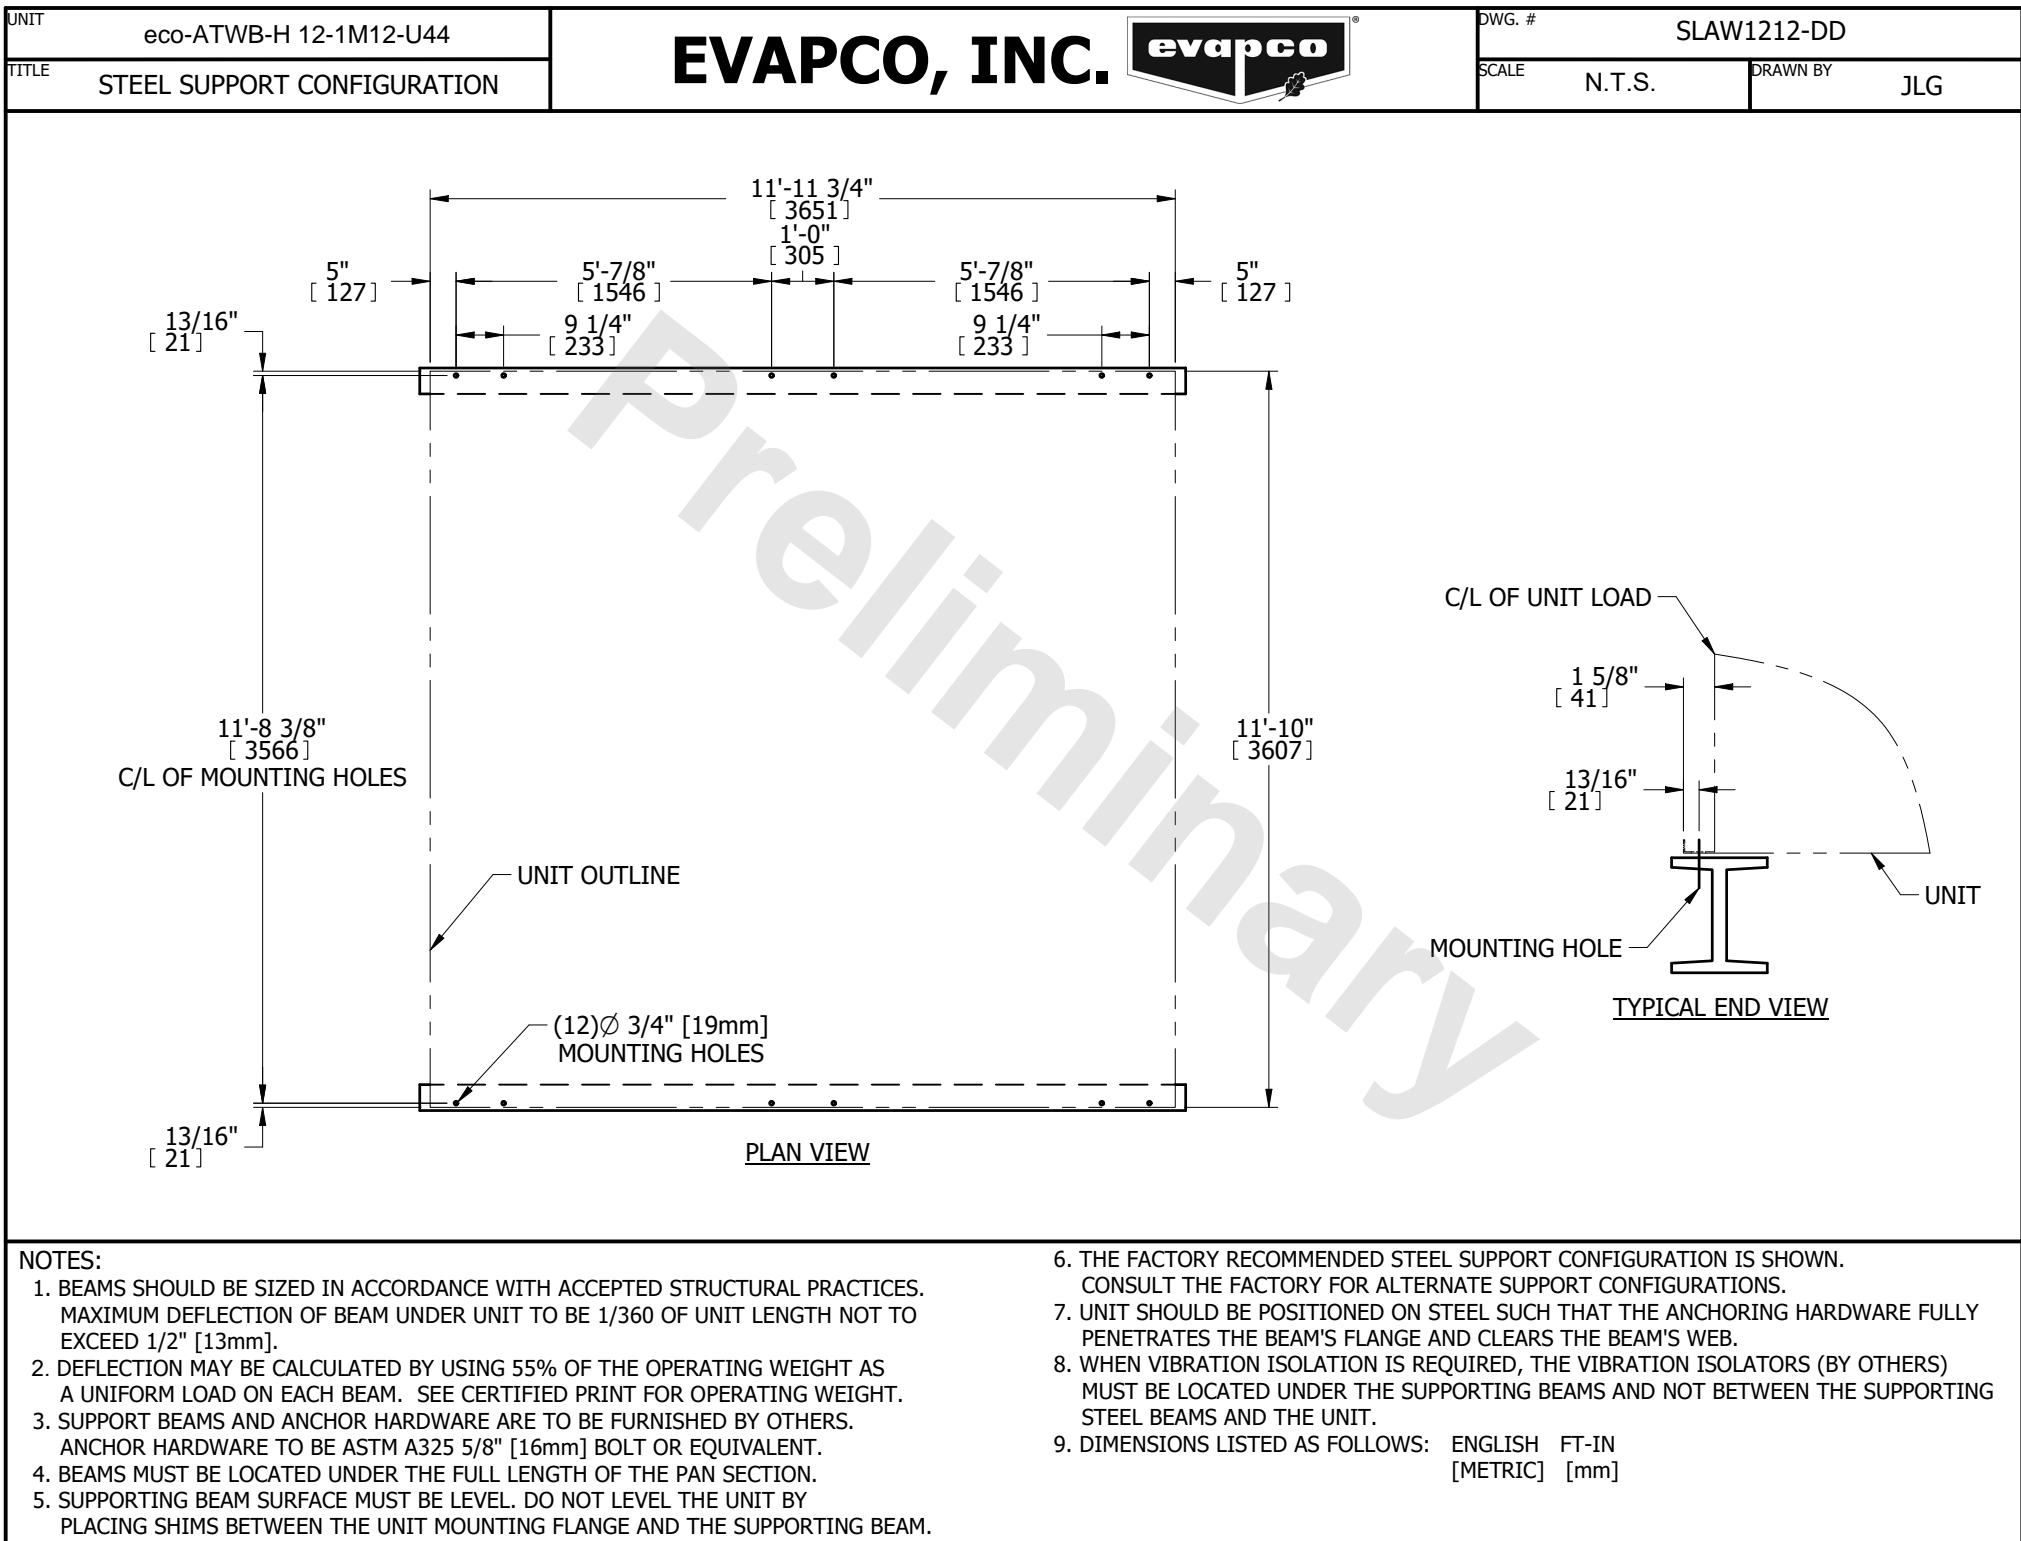 UNIT
eco-ATWB-H 12-1M12-U44
TITLE
STEEL SUPPORT CONFIGURATION
EVAPCO, INC.
evapco
®
DWG. #
SLAW1212-DD
SCALE
N.T.S.
DRAWN BY
JLG
11'-11 3/4"
[ 3651]
1'-0"
[ 305 ]
5"
[ 127]
5'-7/8"
[ 1546 ]
5'-7/8"
[ 1546 ]
5"
[ 127 ]
13/16"
[ 21]
9 1/4"
[ 233]
9 1/4"
[ 233 ]
11'-8 3/8"
[ 3566]
C/L OF MOUNTING HOLES
11'-10"
[ 3607]
UNIT OUTLINE
(12)∅ 3/4" [19mm]
MOUNTING HOLES
13/16"
[ 21]
PLAN VIEW
C/L OF UNIT LOAD
1 5/8"
[ 41]
13/16"
[ 21]
UNIT
MOUNTING HOLE
TYPICAL END VIEW
Preliminary
NOTES:
1. BEAMS SHOULD BE SIZED IN ACCORDANCE WITH ACCEPTED STRUCTURAL PRACTICES.
MAXIMUM DEFLECTION OF BEAM UNDER UNIT TO BE 1/360 OF UNIT LENGTH NOT TO
EXCEED 1/2" [13mm].
2. DEFLECTION MAY BE CALCULATED BY USING 55% OF THE OPERATING WEIGHT AS
A UNIFORM LOAD ON EACH BEAM. SEE CERTIFIED PRINT FOR OPERATING WEIGHT.
3. SUPPORT BEAMS AND ANCHOR HARDWARE ARE TO BE FURNISHED BY OTHERS.
ANCHOR HARDWARE TO BE ASTM A325 5/8" [16mm] BOLT OR EQUIVALENT.
4. BEAMS MUST BE LOCATED UNDER THE FULL LENGTH OF THE PAN SECTION.
5. SUPPORTING BEAM SURFACE MUST BE LEVEL. DO NOT LEVEL THE UNIT BY
PLACING SHIMS BETWEEN THE UNIT MOUNTING FLANGE AND THE SUPPORTING BEAM.
6. THE FACTORY RECOMMENDED STEEL SUPPORT CONFIGURATION IS SHOWN.
CONSULT THE FACTORY FOR ALTERNATE SUPPORT CONFIGURATIONS.
7. UNIT SHOULD BE POSITIONED ON STEEL SUCH THAT THE ANCHORING HARDWARE FULLY
PENETRATES THE BEAM'S FLANGE AND CLEARS THE BEAM'S WEB.
8. WHEN VIBRATION ISOLATION IS REQUIRED, THE VIBRATION ISOLATORS (BY OTHERS)
MUST BE LOCATED UNDER THE SUPPORTING BEAMS AND NOT BETWEEN THE SUPPORTING
STEEL BEAMS AND THE UNIT.
9. DIMENSIONS LISTED AS FOLLOWS: ENGLISH FT-IN
[METRIC] [mm]